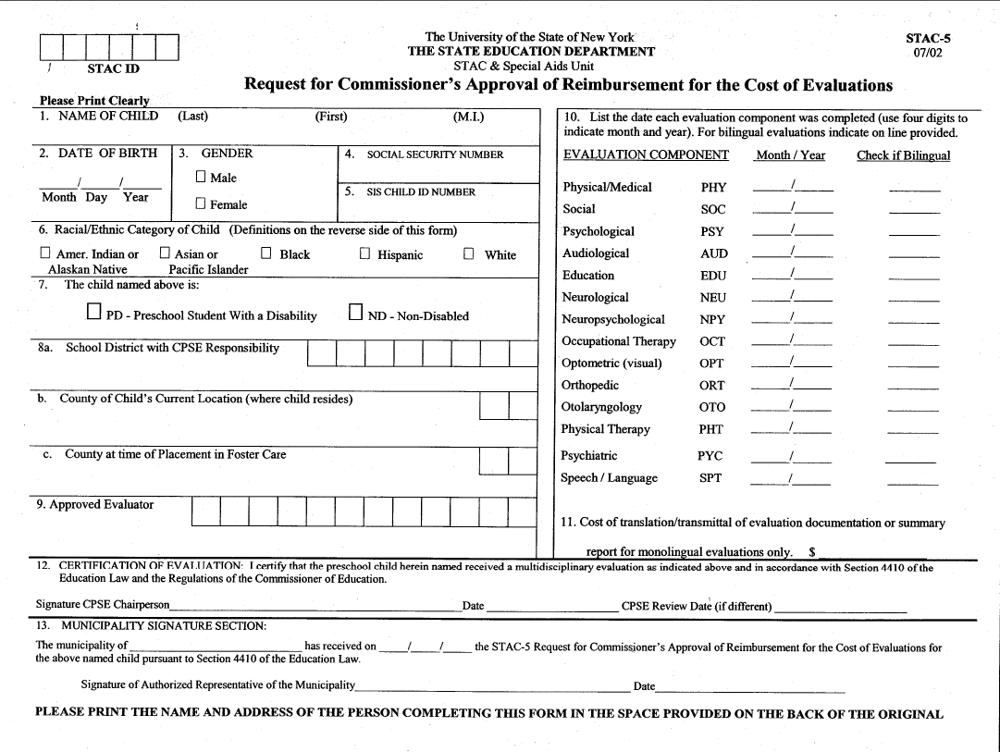 The University of the State of New York
THE STATE EDUCATION DEPARTMENT
STAC & Special Aids Unit
Request for Commissioner's Approval of Reimbursement for the Cost of Evaluations
STAC-5
07/02
STAC ID
Please Print Clearly
1. NAME OF CHILD (Last) (First) (M.I.)
2. DATE OF BIRTH
___/___/___
Month Day Year
3. GENDER
☐ Male
☐ Female
4. SOCIAL SECURITY NUMBER
5. SIS CHILD ID NUMBER
6. Racial/Ethnic Category of Child (Definitions on the reverse side of this form)
☐ Amer. Indian or ☐ Asian or ☐ Black ☐ Hispanic ☐ White
Alaskan Native Pacific Islander
7. The child named above is:
☐ PD - Preschool Student With a Disability ☐ ND - Non-Disabled
8a. School District with CPSE Responsibility
b. County of Child's Current Location (where child resides)
c. County at time of Placement in Foster Care
9. Approved Evaluator
10. List the date each evaluation component was completed (use four digits to
indicate month and year). For bilingual evaluations indicate on line provided.
EVALUATION COMPONENT Month / Year Check if Bilingual
Physical/Medical PHY ___/___ ___
Social SOC ___/___ ___
Psychological PSY ___/___ ___
Audiological AUD ___/___ ___
Education EDU ___/___ ___
Neurological NEU ___/___ ___
Neuropsychological NPY ___/___ ___
Occupational Therapy OCT ___/___ ___
Optometric (visual) OPT ___/___ ___
Orthopedic ORT ___/___ ___
Otolaryngology OTO ___/___ ___
Physical Therapy PHT ___/___ ___
Psychiatric PYC ___/___ ___
Speech / Language SPT ___/___ ___
11. Cost of translation/transmittal of evaluation documentation or summary
report for monolingual evaluations only. $ ___
12. CERTIFICATION OF EVALUATION: I certify that the preschool child herein named received a multidisciplinary evaluation as indicated above and in accordance with Section 4410 of the
Education Law and the Regulations of the Commissioner of Education.
Signature CPSE Chairperson___ Date ___ CPSE Review Date (if different) ___
13. MUNICIPALITY SIGNATURE SECTION:
The municipality of ___ has received on ___/___/___ the STAC-5 Request for Commissioner's Approval of Reimbursement for the Cost of Evaluations for
the above named child pursuant to Section 4410 of the Education Law.
Signature of Authorized Representative of the Municipality___ Date___
PLEASE PRINT THE NAME AND ADDRESS OF THE PERSON COMPLETING THIS FORM IN THE SPACE PROVIDED ON THE BACK OF THE ORIGINAL